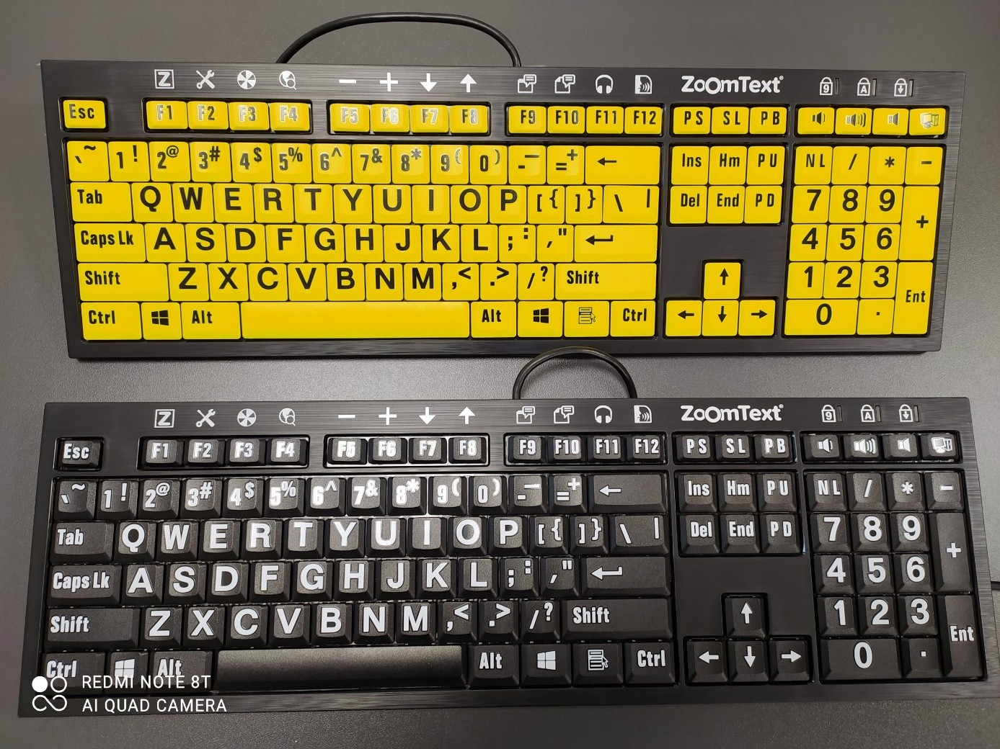 Z − + ZoomText 9 A
Esc F1 F2 F3 F4 F5 F6 F7 F8 F9 F10 F11 F12 PS SL PB
` ~ 1 ! 2 @ 3 # 4 $ 5 % 6 ^ 7 & 8 * 9 ( 0 ) - _ = + ← Ins Hm PU NL / * −
Tab Q W E R T Y U I O P [ { ] } \ | Del End PD 7 8 9 +
Caps Lk A S D F G H J K L ; : , " ↵ 4 5 6
Shift Z X C V B N M , < . > / ? Shift ↑ 1 2 3 Ent
Ctrl Alt Alt Ctrl ← ↓ → 0 .
Z − + ZoomText 9 A
Esc F1 F2 F3 F4 F5 F6 F7 F8 F9 F10 F11 F12 PS SL PB
` ~ 1 ! 2 @ 3 # 4 $ 5 % 6 ^ 7 & 8 * 9 ( 0 ) - _ = + ← Ins Hm PU NL / * −
Tab Q W E R T Y U I O P [ { ] } \ | Del End PD 7 8 9 +
Caps Lk A S D F G H J K L ; : , " ↵ 4 5 6
Shift Z X C V B N M , < . > / ? Shift ↑ 1 2 3 Ent
Ctrl Alt Alt Ctrl ← ↓ → 0 .
REDMI NOTE 8T
AI QUAD CAMERA